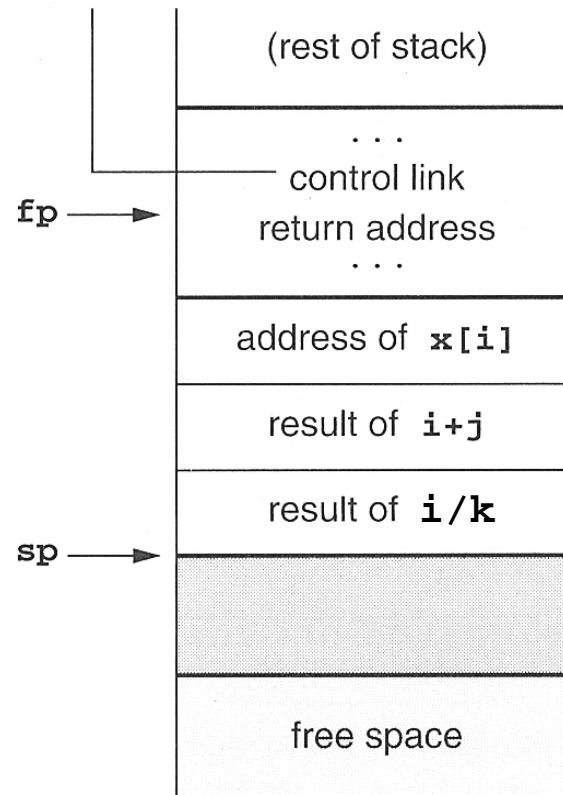 (rest of stack)
. . .
control link
fp
return address
. . .
address of x[i]
result of i+j
result of i/k
sp
free space